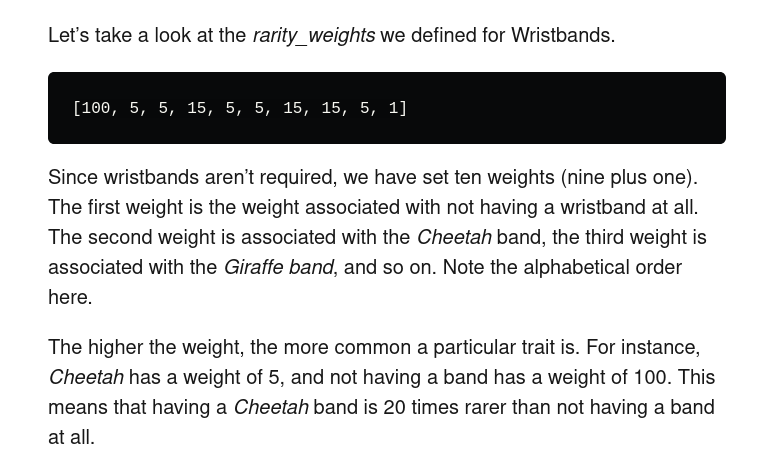 Let’s take a look at the rarity_weights we defined for Wristbands.
[100, 5, 5, 15, 5, 5, 15, 15, 5, 1]
Since wristbands aren’t required, we have set ten weights (nine plus one).
The first weight is the weight associated with not having a wristband at all.
The second weight is associated with the Cheetah band, the third weight is
associated with the Giraffe band, and so on. Note the alphabetical order
here.
The higher the weight, the more common a particular trait is. For instance,
Cheetah has a weight of 5, and not having a band has a weight of 100. This
means that having a Cheetah band is 20 times rarer than not having a band
at all.